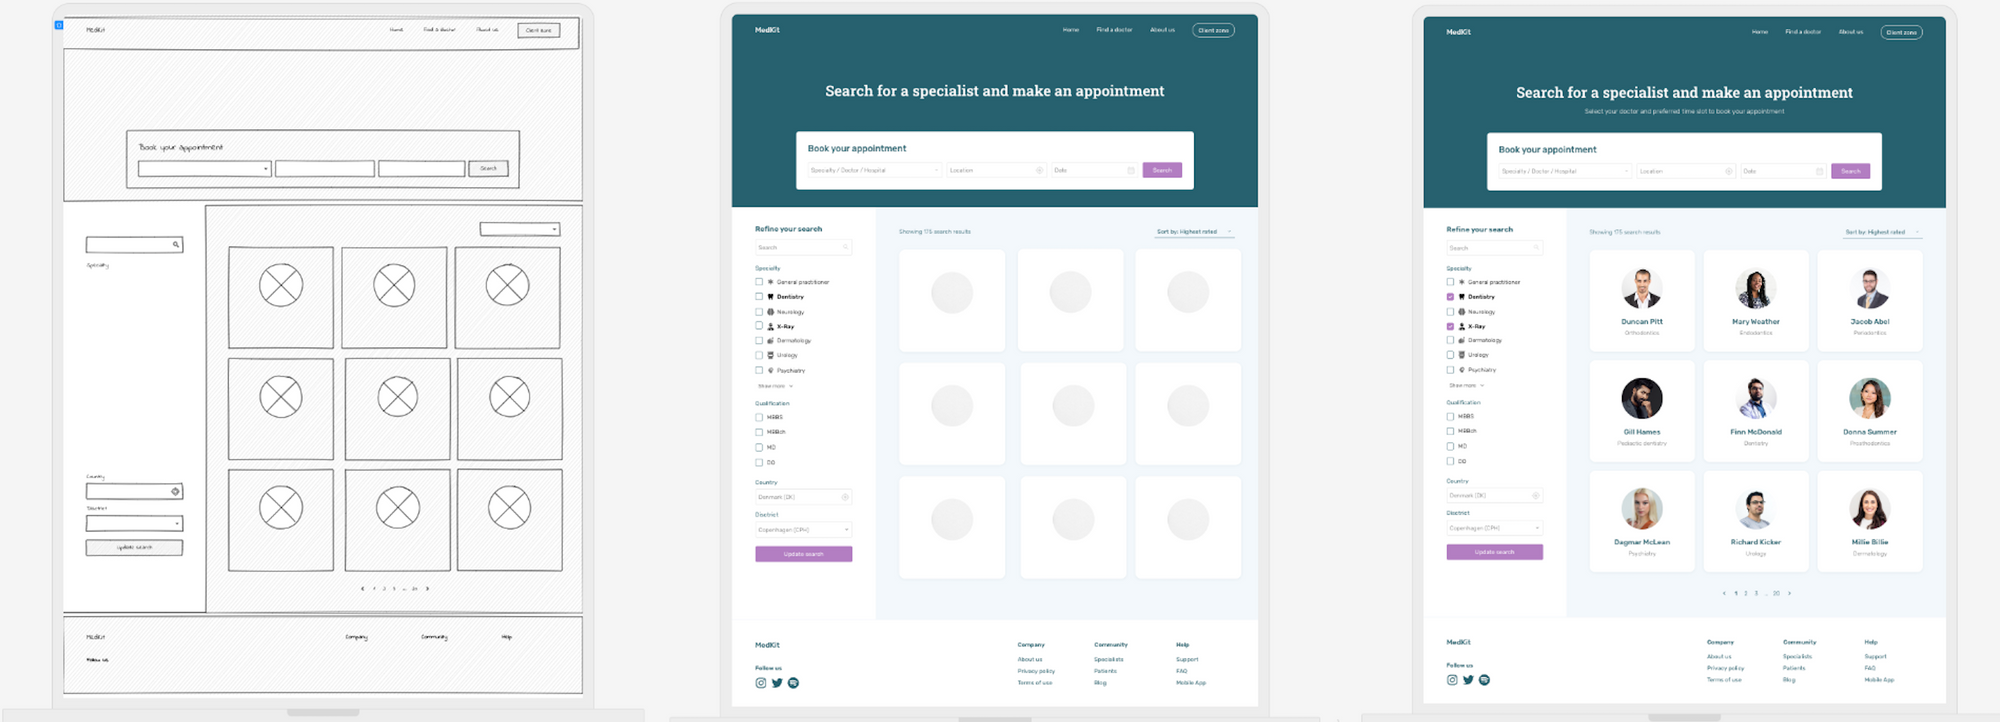 MedKit
Home Find a doctor About us Client zone
Book your appointment
Search
Specialty
Country
District
Update search
< 1 2 3 ... 20 >
MedKit Company Community Help
Follow us
MedKit
Home Find a doctor About us Client zone
Search for a specialist and make an appointment
Book your appointment
Specialty / Doctor / Hospital Location Date Search
Refine your search
Search
Specialty
General practitioner
Dentistry
Neurology
X-Ray
Dermatology
Urology
Psychiatry
Show more
Qualification
MBBS
MBBch
MD
DO
Country
Denmark (DK)
District
Copenhagen (CPH)
Update search
Showing 175 search results Sort by: Highest rated
MedKit
Follow us
Company
About us
Privacy policy
Terms of use
Community
Specialists
Patients
Blog
Help
Support
FAQ
Mobile App
MedKit
Home Find a doctor About us Client zone
Search for a specialist and make an appointment
Select your doctor and preferred time slot to book your appointment
Book your appointment
Specialty / Doctor / Hospital Location Date Search
Refine your search
Search
Specialty
General practitioner
Dentistry
Neurology
X-Ray
Dermatology
Urology
Psychiatry
Show more
Qualification
MBBS
MBBch
MD
DO
Country
Denmark (DK)
District
Copenhagen (CPH)
Update search
Showing 175 search results Sort by: Highest rated
Duncan Pitt
Orthodontics
Mary Weather
Endodontics
Jacob Abel
Periodontics
Gill Hames
Pediactic dentistry
Finn McDonald
Dentistry
Donna Summer
Prosthodontics
Dagmar McLean
Psychiatry
Richard Kicker
Urology
Millie Billie
Dermatology
< 1 2 3 ... 20 >
MedKit
Follow us
Company
About us
Privacy policy
Terms of use
Community
Specialists
Patients
Blog
Help
Support
FAQ
Mobile App